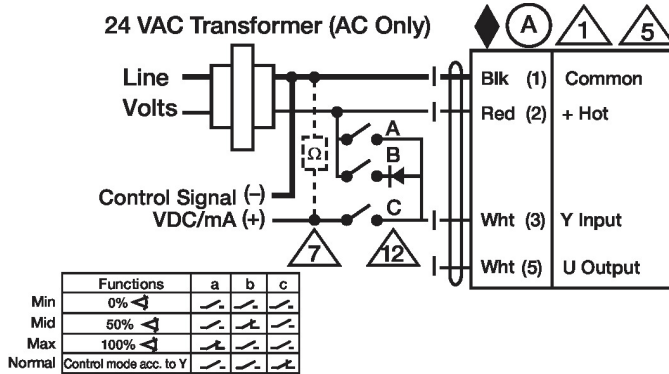 24 VAC Transformer (AC Only)
A 1 5
Line
Volts
Blk (1) Common
Red (2) + Hot
A
Ω
B
Control Signal (-)
VDC/mA (+)
C
Wht (3) Y Input
7
12
Wht (5) U Output
Functions a b c
Min 0%
Mid 50%
Max 100%
Normal Control mode acc. to Y